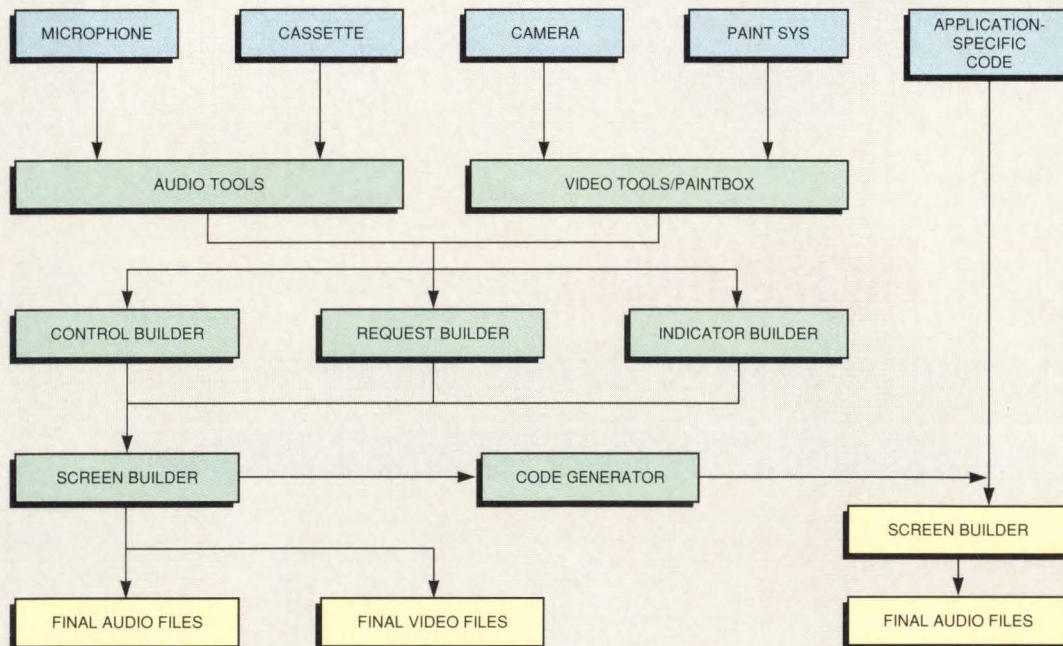 MICROPHONE
CASSETTE
CAMERA
PAINT SYS
APPLICATION-
SPECIFIC
CODE
AUDIO TOOLS
VIDEO TOOLS/PAINTBOX
CONTROL BUILDER
REQUEST BUILDER
INDICATOR BUILDER
SCREEN BUILDER
CODE GENERATOR
SCREEN BUILDER
FINAL AUDIO FILES
FINAL VIDEO FILES
FINAL AUDIO FILES